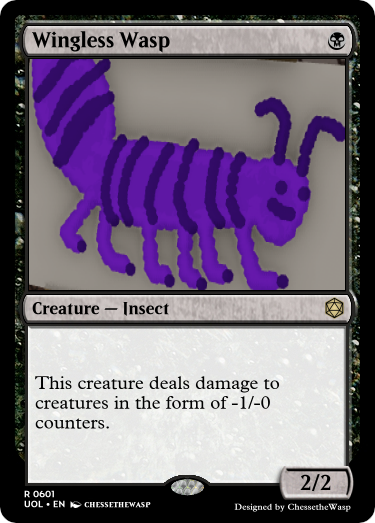 Wingless Wasp
Creature — Insect
This creature deals damage to
creatures in the form of -1/-0
counters.
2/2
R 0601
UOL • EN CHESSETHEWASP
Designed by ChessetheWasp